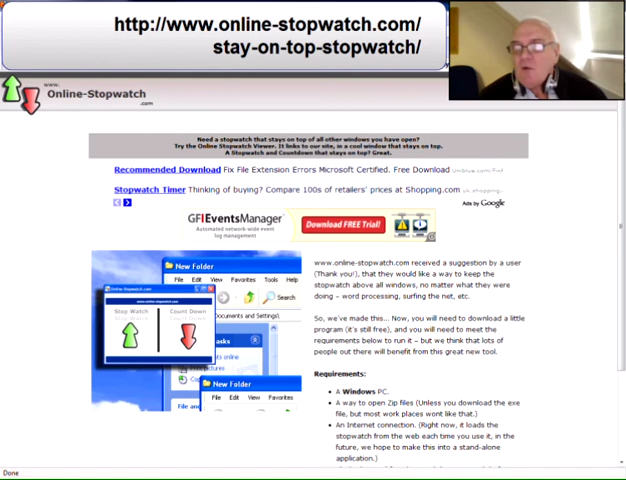 http://www.online-stopwatch.com/
stay-on-top-stopwatch/
www.
Online-Stopwatch
.com
Need a stopwatch that stays on top of all other windows you have open?
Try the Online Stopwatch Viewer. It links to our site, in a cool window that stays on top.
A Stopwatch and Countdown that stays on top? Great.
Recommended Download Fix File Extension Errors Microsoft Certified. Free Download
Stopwatch Timer Thinking of buying? Compare 100s of retailers' prices at Shopping.com
Ads by Google
GFI EventsManager
Automated network-wide event
log management
Download FREE Trial!
New Folder
File Edit View Favorites Tools Help
Search
Documents and Settings\
Stop Watch
Count Down
New Folder
File Edit View Favorites
File and
www.online-stopwatch.com received a suggestion by a user
(Thank you!), that they would like a way to keep the
stopwatch above all windows, no matter what they were
doing - word processing, surfing the net, etc.
So, we've made this... Now, you will need to download a little
program (it's still free), and you will need to meet the
requirements below to run it - but we think that lots of
people out there will benefit from this great new tool.
Requirements:
A Windows PC.
A way to open Zip files (Unless you download the exe
file, but most work places wont like that.)
An Internet connection. (Right now, it loads the
stopwatch from the web each time you use it, in the
future, we hope to make this into a stand-alone
application.)
Done